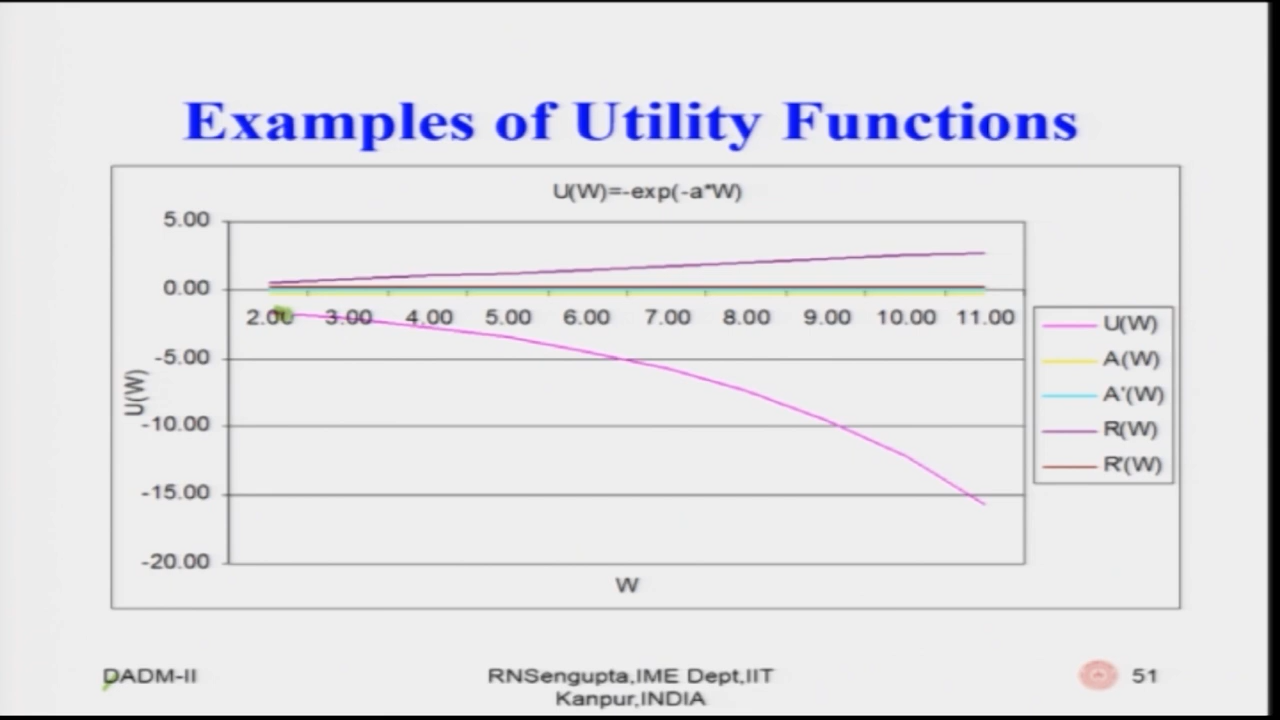 Examples of Utility Functions
U(W)=-exp(-a*W)
5.00
0.00
2.00 3.00 4.00 5.00 6.00 7.00 8.00 9.00 10.00 11.00
-5.00
-10.00
-15.00
-20.00
U(W)
W
U(W)
A(W)
A'(W)
R(W)
R'(W)
DADM-II
RNSengupta,IME Dept,IIT
Kanpur,INDIA
51